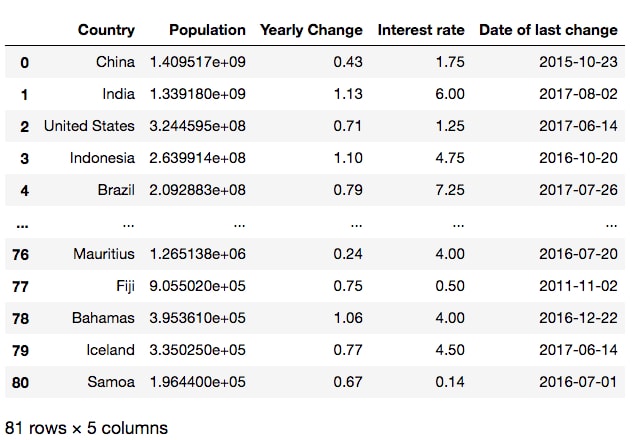 Country Population Yearly Change Interest rate Date of last change
0 China 1.409517e+09 0.43 1.75 2015-10-23
1 India 1.339180e+09 1.13 6.00 2017-08-02
2 United States 3.244595e+08 0.71 1.25 2017-06-14
3 Indonesia 2.639914e+08 1.10 4.75 2016-10-20
4 Brazil 2.092883e+08 0.79 7.25 2017-07-26
... ... ... ... ... ...
76 Mauritius 1.265138e+06 0.24 4.00 2016-07-20
77 Fiji 9.055020e+05 0.75 0.50 2011-11-02
78 Bahamas 3.953610e+05 1.06 4.00 2016-12-22
79 Iceland 3.350250e+05 0.77 4.50 2017-06-14
80 Samoa 1.964400e+05 0.67 0.14 2016-07-01
81 rows × 5 columns